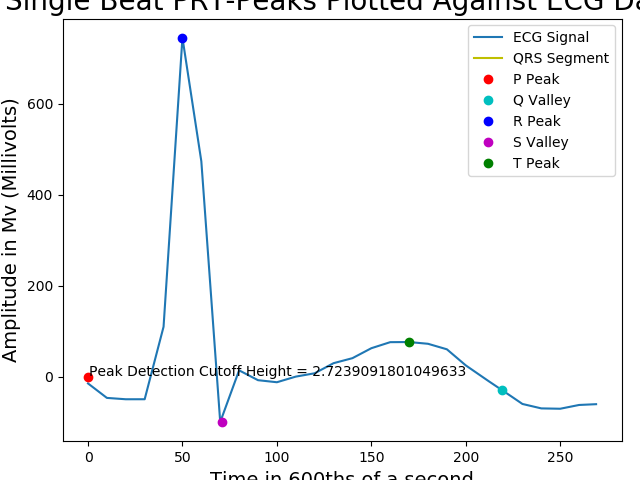 Single Beat PRT-Peaks Plotted Against ECG Da
ECG Signal
QRS Segment
P Peak
Q Valley
R Peak
S Valley
T Peak
Amplitude in Mv (Millivolts)
600
400
200
0
Peak Detection Cutoff Height = 2.7239091801049633
0 50 100 150 200 250
Time in 600ths of a second